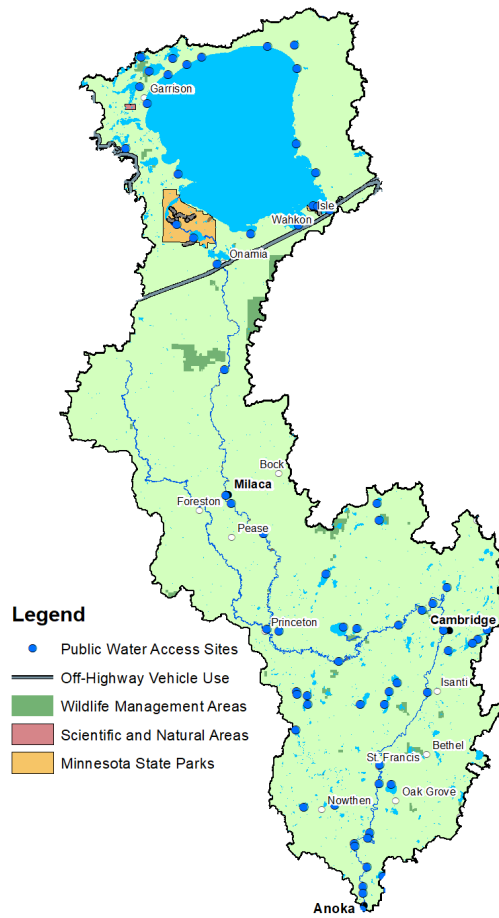 Garrison
Isle
Wahkon
Onamia
Bock
Milaca
Foreston
Pease
Legend
Princeton
Cambridge
Public Water Access Sites
Off-Highway Vehicle Use
Isanti
Wildlife Management Areas
Scientific and Natural Areas
Bethel
St. Francis
Minnesota State Parks
Oak Grove
Nowthen
Anoka